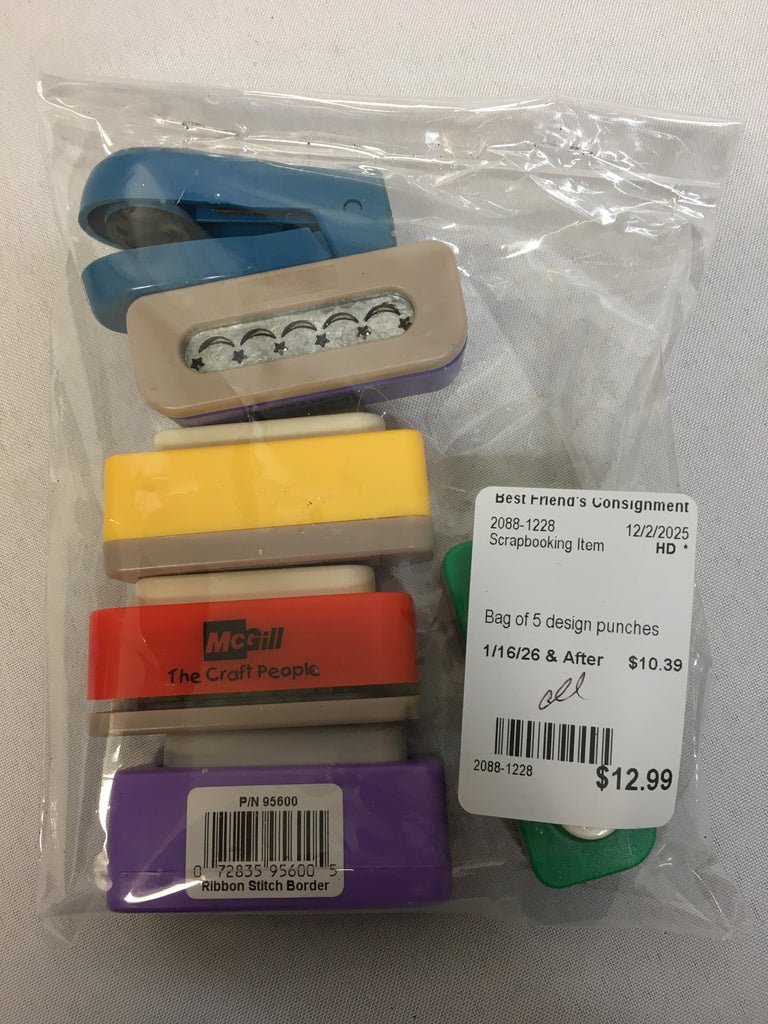 Best Friend's Consignment
2088-1228 12/2/2025
Scrapbooking Item HD *
Bag of 5 design punches
1/16/26 & After $10.39
all
2088-1228
$12.99
McGill
The Craft People
P/N 95600
0 72835 95600 5
Ribbon Stitch Border